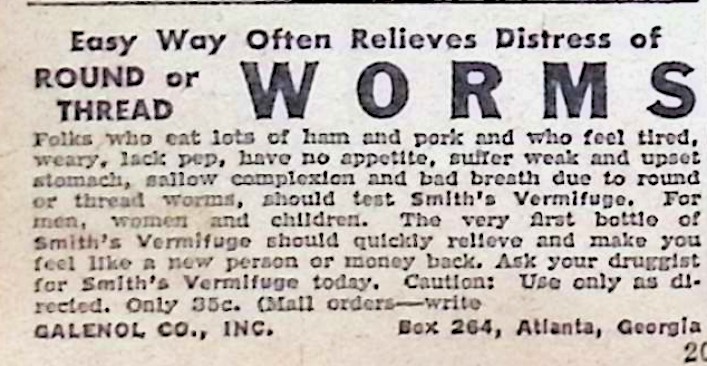 Easy Way Often Relieves Distress of
ROUND or THREAD WORMS
Folks who eat lots of ham and pork and who feel tired,
weary, lack pep, have no appetite, suffer weak and upset
stomach, sallow complexion and bad breath due to round
or thread worms, should test Smith's Vermifuge. For
men, women and children. The very first bottle of
Smith's Vermifuge should quickly relieve and make you
feel like a new person or money back. Ask your druggist
for Smith's Vermifuge today. Caution: Use only as di-
rected. Only 35c. (Mail orders—write
GALENOL CO., INC. Box 264, Atlanta, Georgia
20